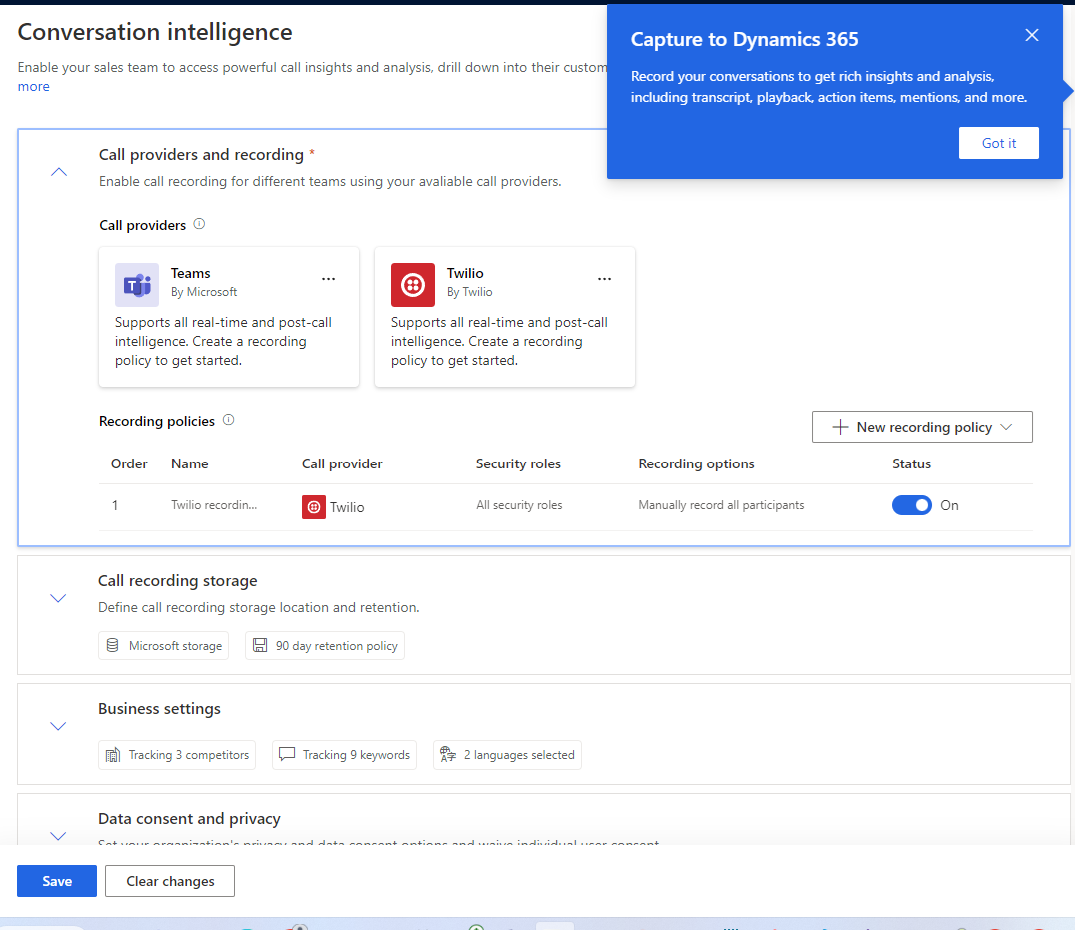 Conversation intelligence
Enable your sales team to access powerful call insights and analysis, drill down into their custom
more
Capture to Dynamics 365
Record your conversations to get rich insights and analysis,
including transcript, playback, action items, mentions, and more.
Got it
Call providers and recording *
Enable call recording for different teams using your avaliable call providers.
Call providers
Teams
By Microsoft
Supports all real-time and post-call
intelligence. Create a recording
policy to get started.
Twilio
By Twilio
Supports all real-time and post-call
intelligence. Create a recording
policy to get started.
Recording policies
New recording policy
Order Name Call provider Security roles Recording options Status
1 Twilio recordin... Twilio All security roles Manually record all participants On
Call recording storage
Define call recording storage location and retention.
Microsoft storage 90 day retention policy
Business settings
Tracking 3 competitors Tracking 9 keywords 2 languages selected
Data consent and privacy
Set your organization's privacy and data consent options and waive individual user consent
Save Clear changes